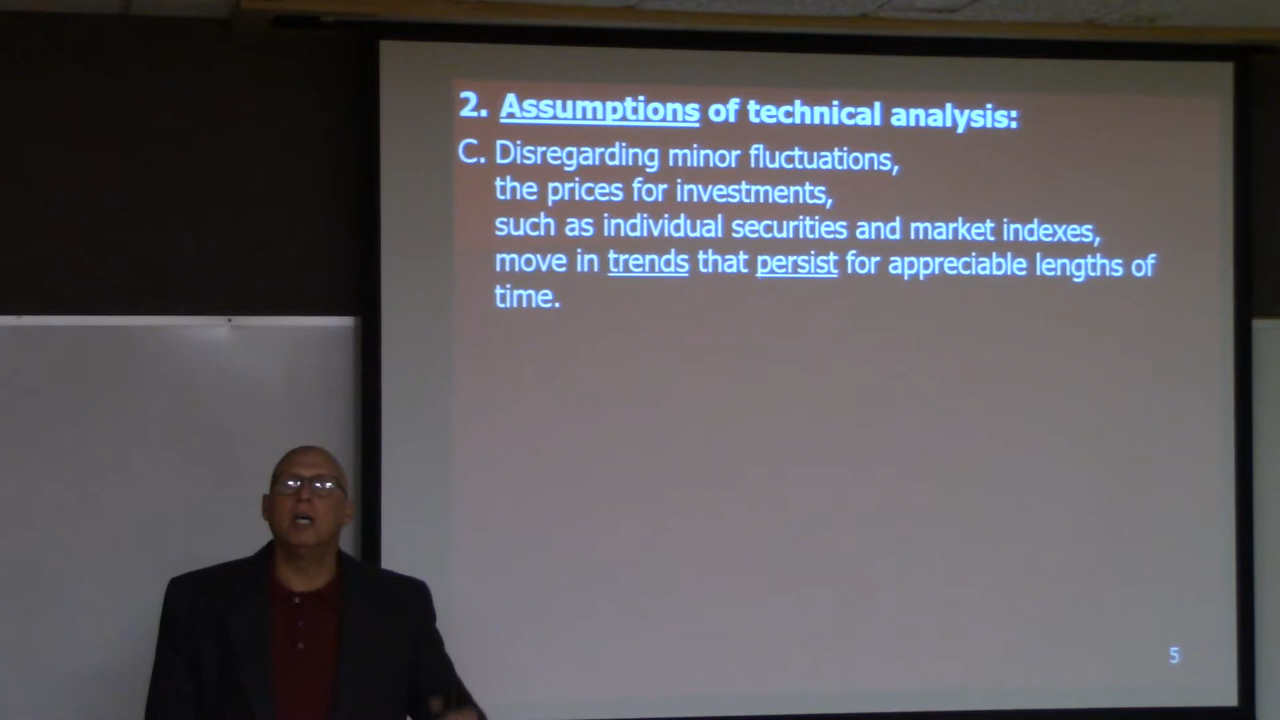 2. Assumptions of technical analysis:
C. Disregarding minor fluctuations,
the prices for investments,
such as individual securities and market indexes,
move in trends that persist for appreciable lengths of
time.
5